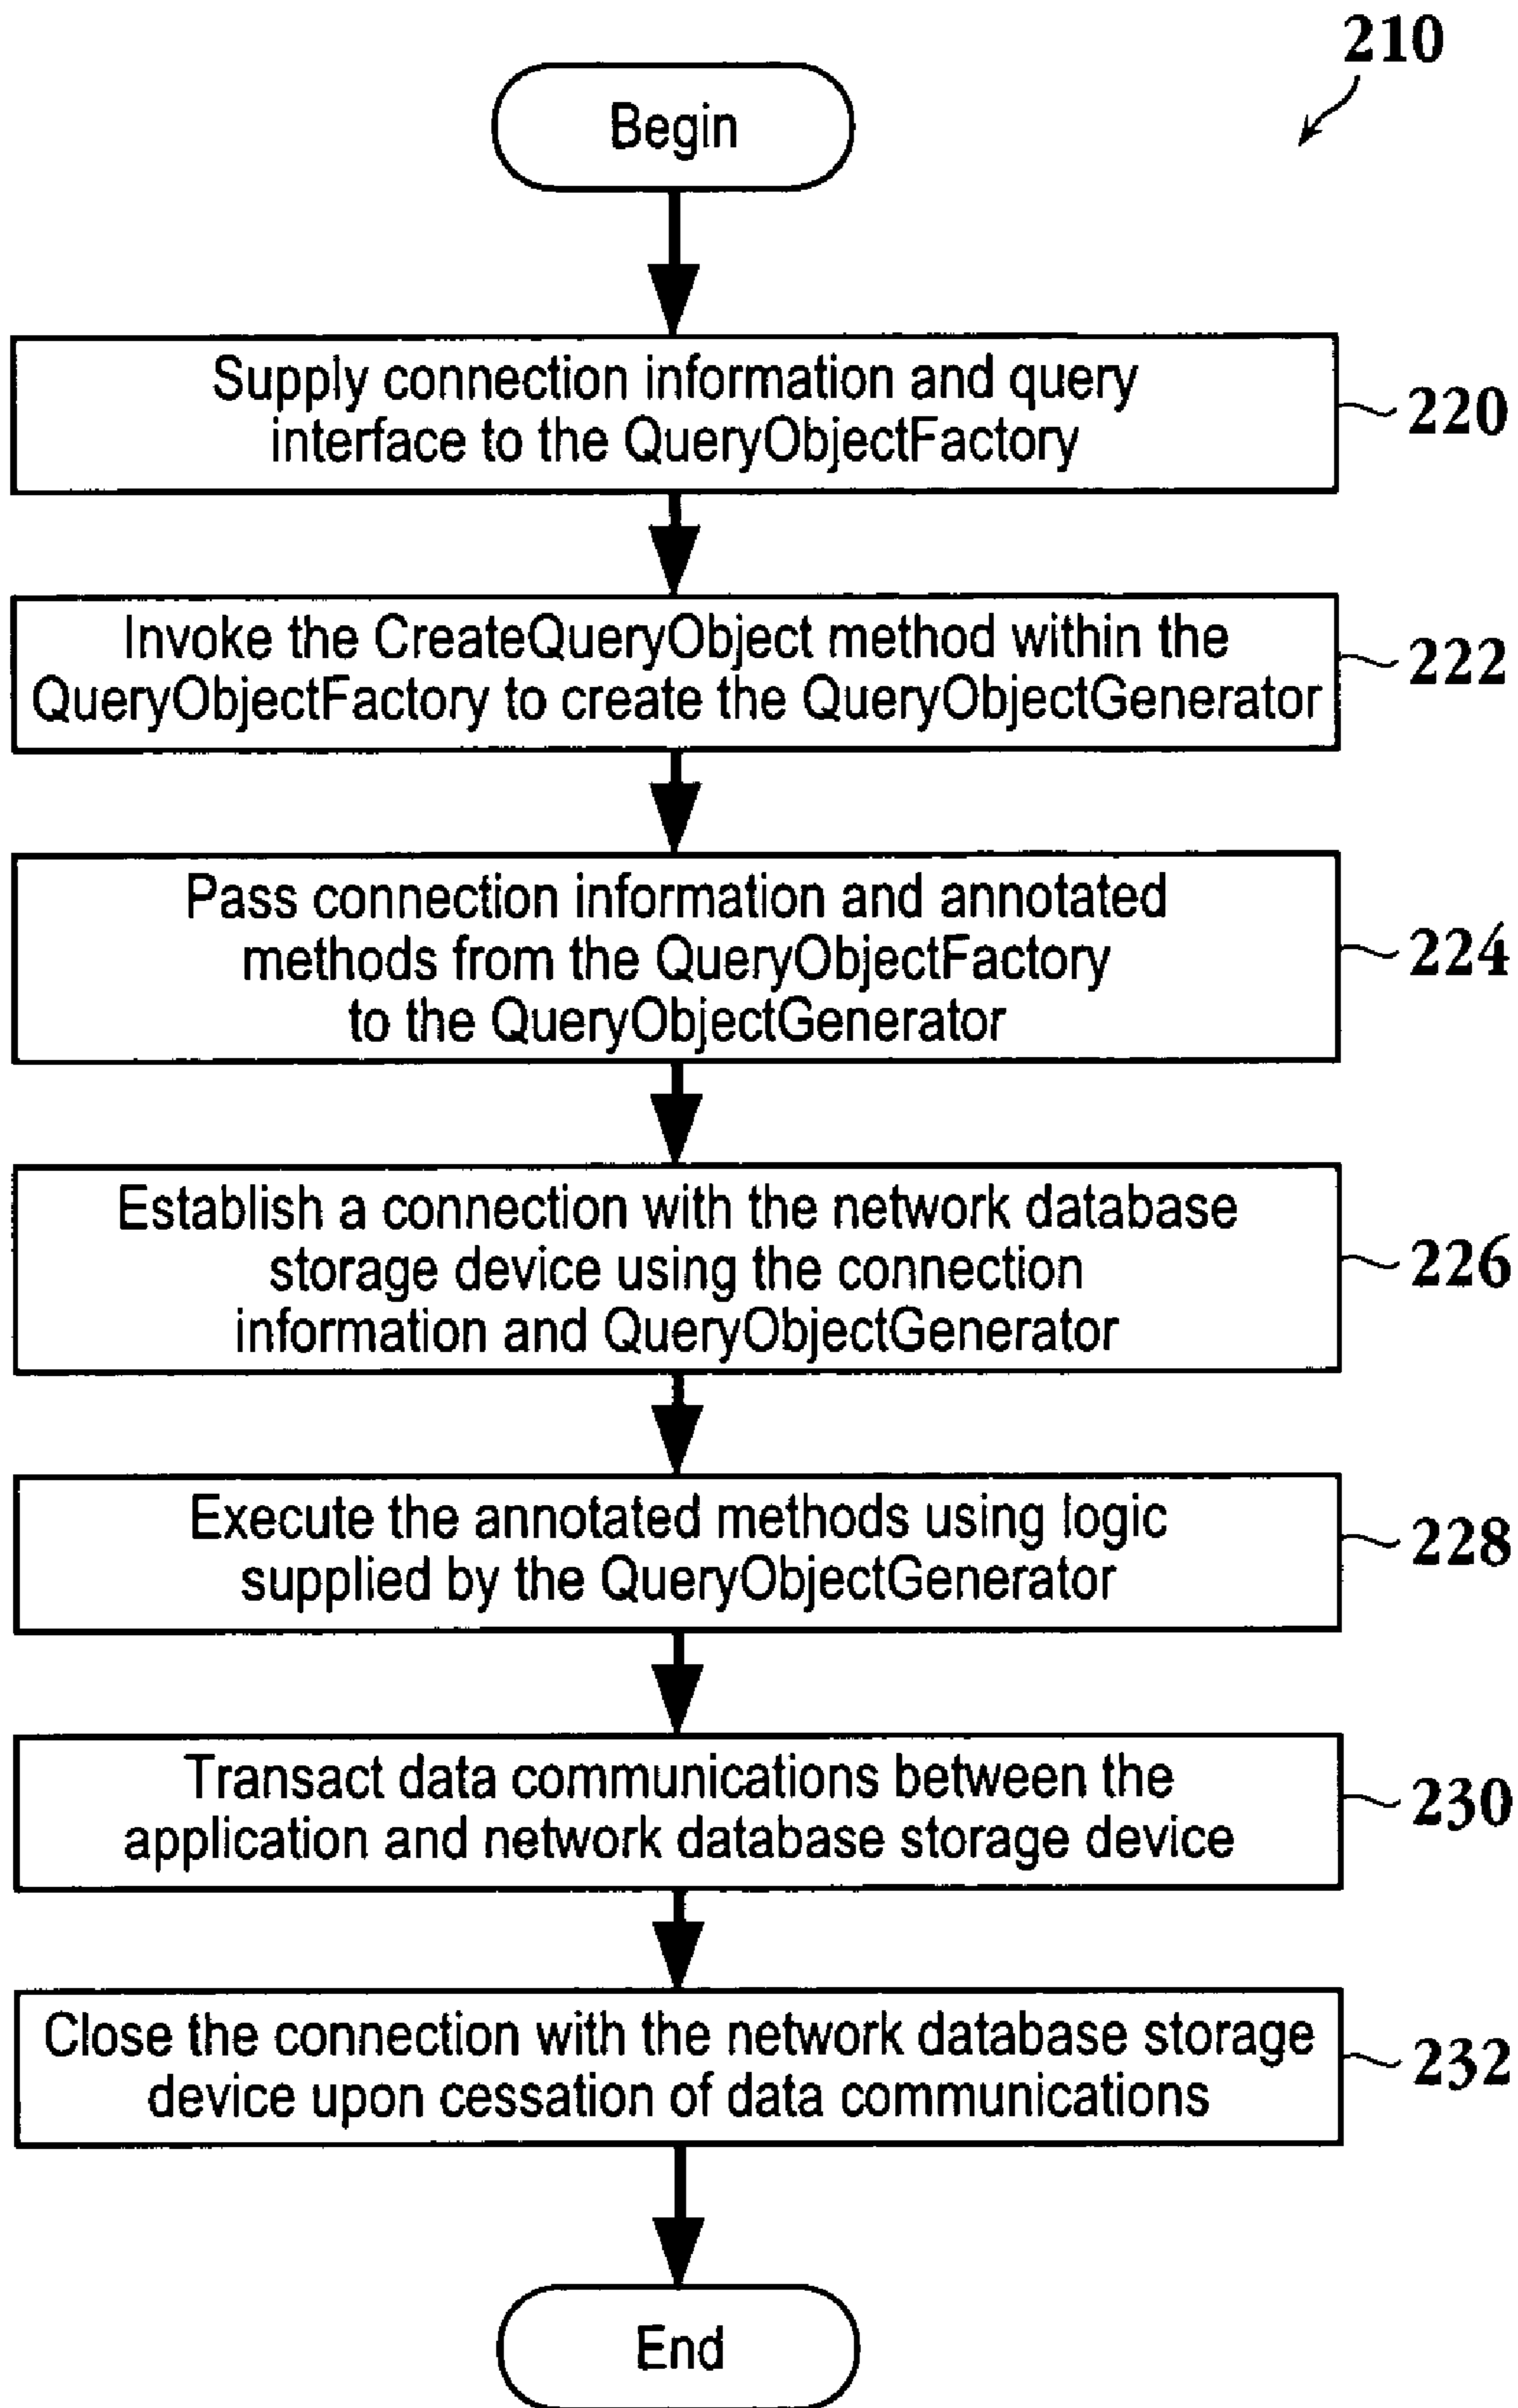 210
Begin
Supply connection information and query
interface to the QueryObjectFactory
220
Invoke the CreateQueryObject method within the
QueryObjectFactory to create the QueryObjectGenerator
222
Pass connection information and annotated
methods from the QueryObjectFactory
to the QueryObjectGenerator
224
Establish a connection with the network database
storage device using the connection
information and QueryObjectGenerator
226
Execute the annotated methods using logic
supplied by the QueryObjectGenerator
228
Transact data communications between the
application and network database storage device
230
Close the connection with the network database storage
device upon cessation of data communications
232
End